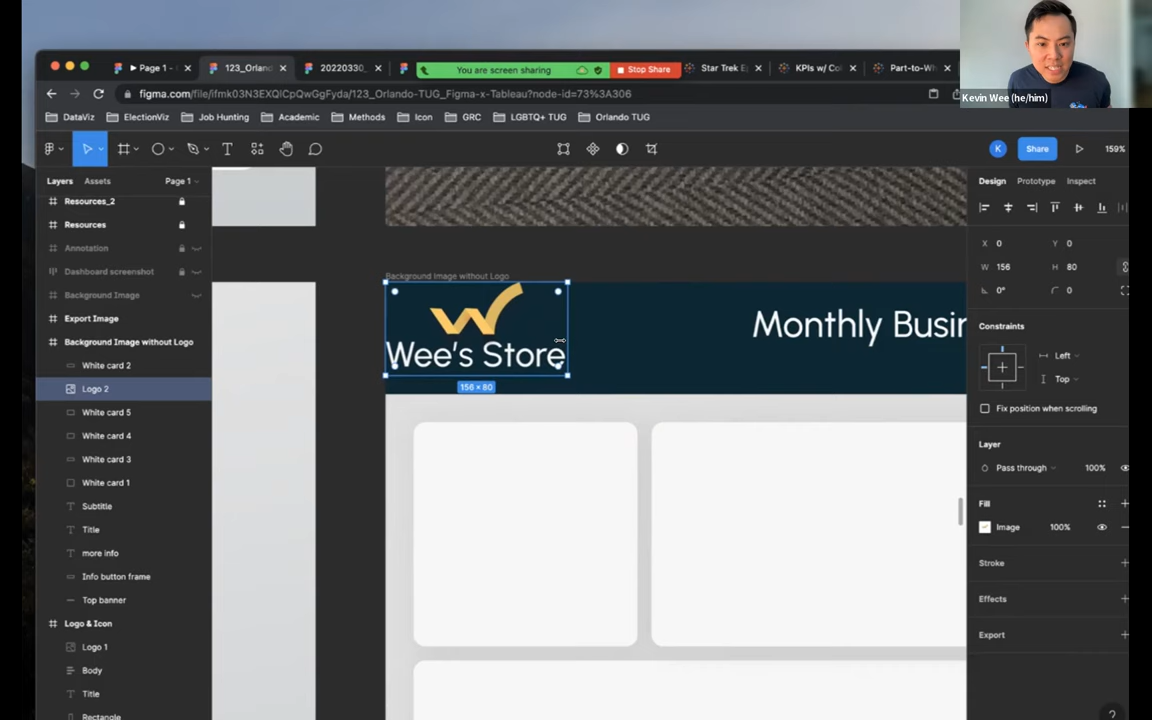 Page 1 -
123_Orland
20220330_
You are screen sharing
Stop Share
Star Trek E
KPIs w/ Co
Part-to-Wh
Kevin Wee (he/him)
figma.com/file/ifmk03N3EXQlCpQwGgFyda/123_Orlando-TUG_Figma-x-Tableau?node-id=73%3A306
DataViz
ElectionViz
Job Hunting
Academic
Methods
Icon
GRC
LGBTQ+ TUG
Orlando TUG
K
Share
159%
Layers
Assets
Page 1
Resources_2
Resources
Annotation
Dashboard screenshot
Background Image
Export Image
Background Image without Logo
White card 2
Logo 2
White card 5
White card 4
White card 3
White card 1
Subtitle
Title
more info
Info button frame
Top banner
Logo & Icon
Logo 1
Body
Title
Rectangle
Background Image without Logo
Wee's Store
156 × 80
Monthly Busin
Design
Prototype
Inspect
X 0
Y 0
W 156
H 80
0°
0
Constraints
Left
Top
Fix position when scrolling
Layer
Pass through
100%
Fill
Image
100%
Stroke
Effects
Export
?